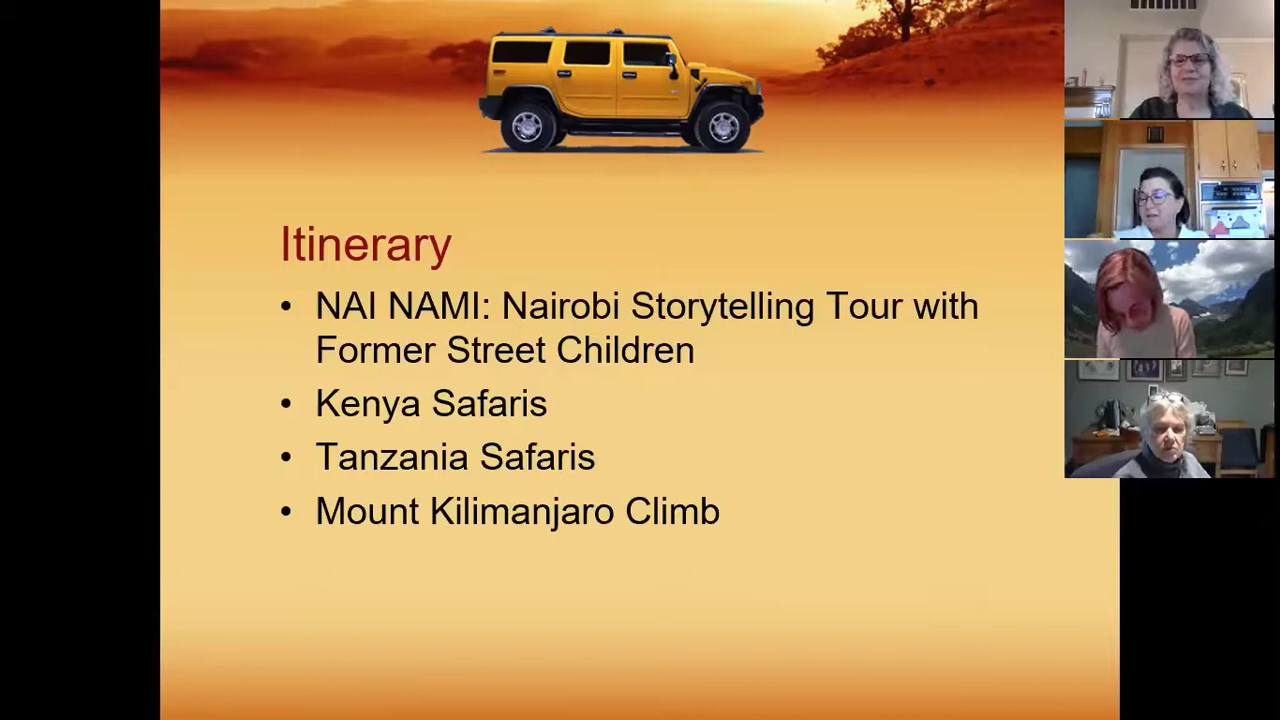 Itinerary
• NAI NAMI: Nairobi Storytelling Tour with
Former Street Children
• Kenya Safaris
• Tanzania Safaris
• Mount Kilimanjaro Climb